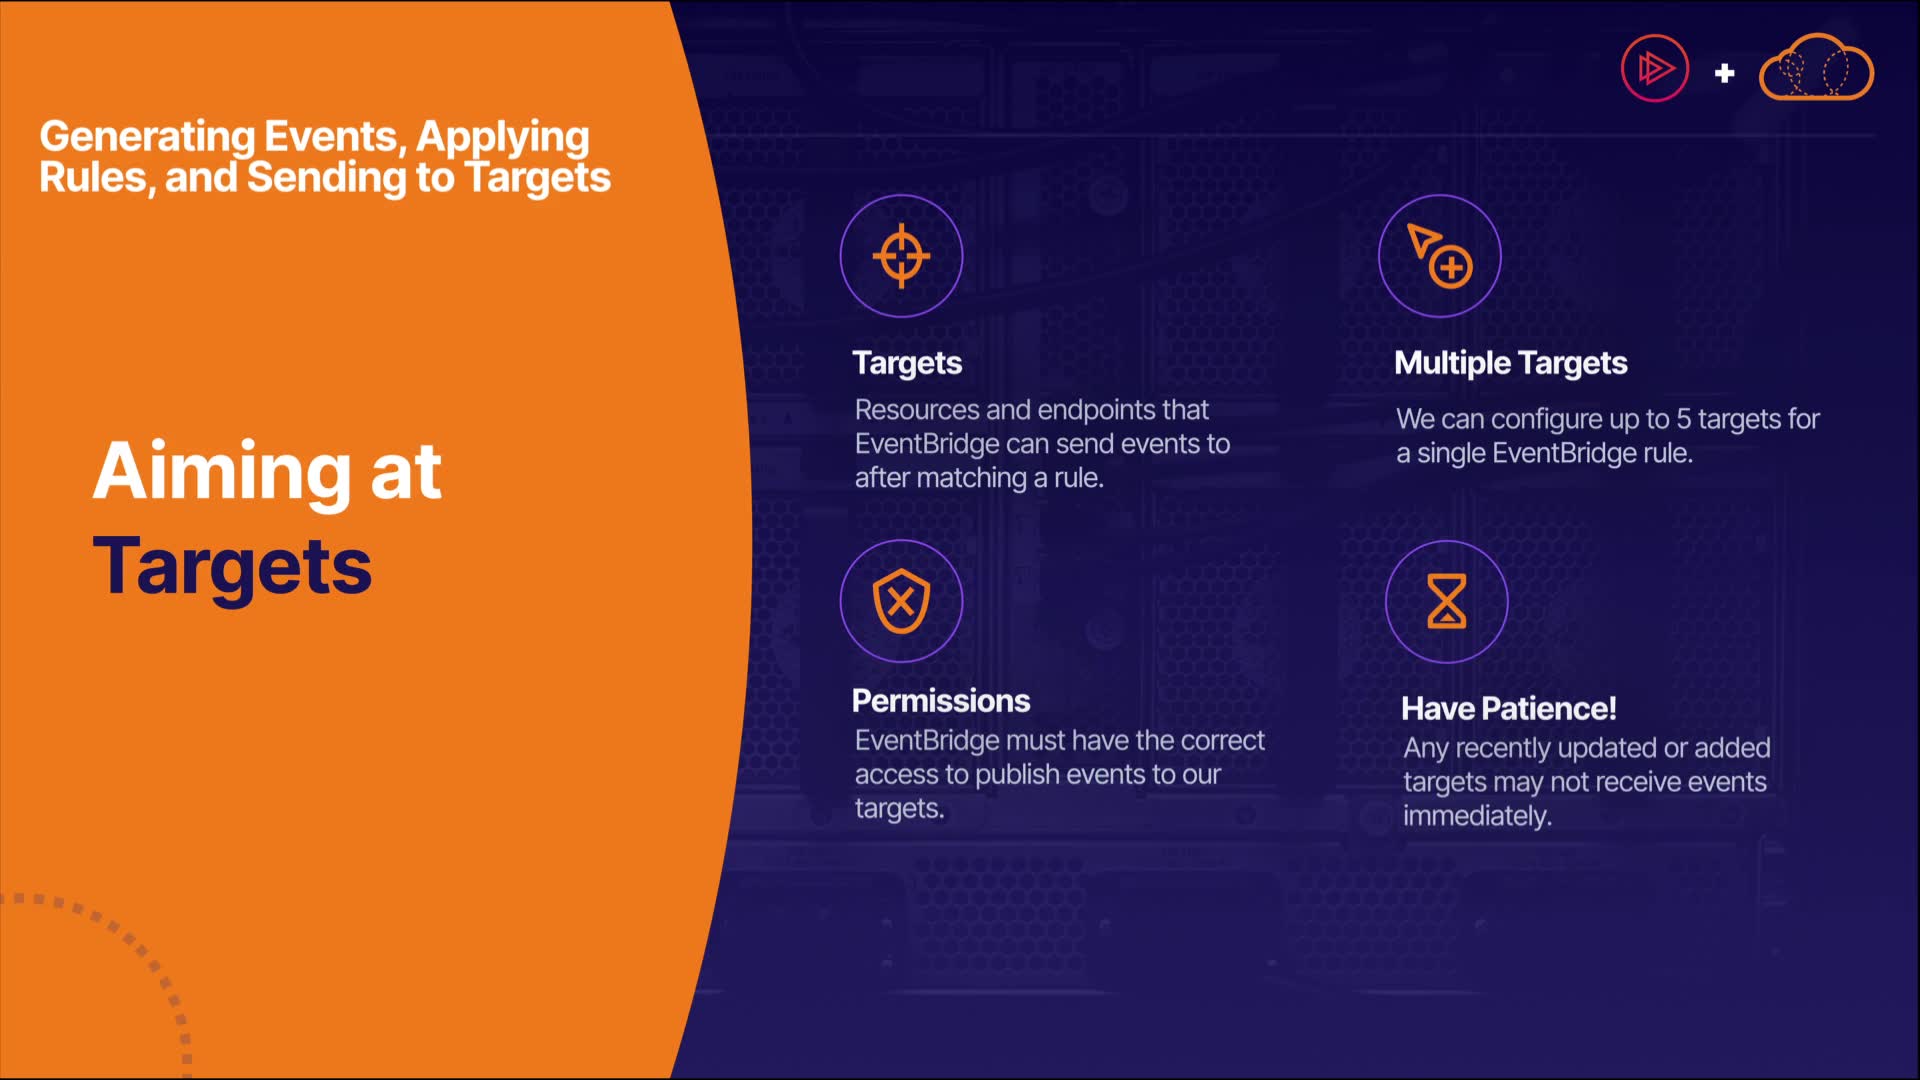 Generating Events, Applying
Rules, and Sending to Targets
Aiming at
Targets
Targets
Resources and endpoints that
EventBridge can send events to
after matching a rule.
Multiple Targets
We can configure up to 5 targets for
a single EventBridge rule.
Permissions
EventBridge must have the correct
access to publish events to our
targets.
Have Patience!
Any recently updated or added
targets may not receive events
immediately.